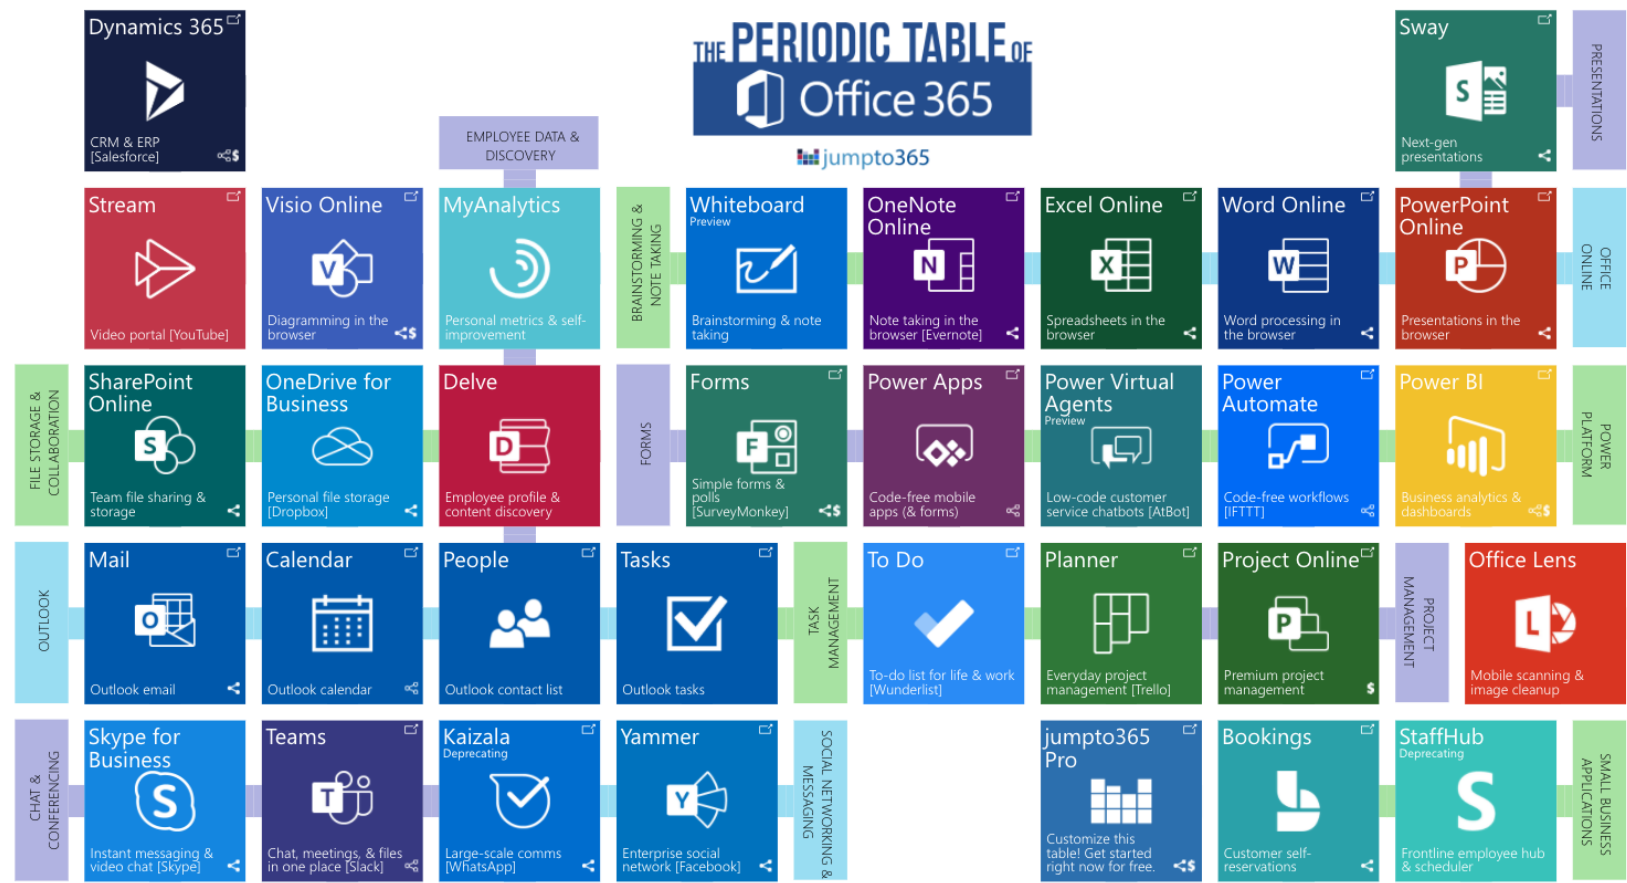 THE PERIODIC TABLE OF
Office 365
jumpto365
Dynamics 365
CRM & ERP
[Salesforce]
$
EMPLOYEE DATA &
DISCOVERY
Sway
S
Next-gen
presentations
PRESENTATIONS
Stream
Video portal [YouTube]
Visio Online
V
Diagramming in the
browser
$
MyAnalytics
Personal metrics & self-
improvement
BRAINSTORMING &
NOTE TAKING
Whiteboard
Preview
Brainstorming & note
taking
OneNote
Online
N
Note taking in the
browser [Evernote]
Excel Online
X
Spreadsheets in the
browser
Word Online
W
Word processing in
the browser
PowerPoint
Online
P
Presentations in the
browser
OFFICE
ONLINE
FILE STORAGE &
COLLABORATION
SharePoint
Online
S
Team file sharing &
storage
OneDrive for
Business
Personal file storage
[Dropbox]
Delve
D
Employee profile &
content discovery
FORMS
Forms
F
Simple forms &
polls
[SurveyMonkey]
$
Power Apps
Code-free mobile
apps (& forms)
Power Virtual
Agents
Preview
Low-code customer
service chatbots [AtBot]
Power
Automate
Code-free workflows
[IFTTT]
Power BI
Business analytics &
dashboards
$
POWER
PLATFORM
OUTLOOK
Mail
O
Outlook email
Calendar
Outlook calendar
People
Outlook contact list
Tasks
Outlook tasks
TASK
MANAGEMENT
To Do
To-do list for life & work
[Wunderlist]
Planner
Everyday project
management [Trello]
Project Online
P
Premium project
management
$
PROJECT
MANAGEMENT
Office Lens
L
Mobile scanning &
image cleanup
CHAT &
CONFERENCING
Skype for
Business
S
Instant messaging &
video chat [Skype]
Teams
T
Chat, meetings, & files
in one place [Slack]
Kaizala
Deprecating
Large-scale comms
[WhatsApp]
Yammer
Y
Enterprise social
network [Facebook]
SOCIAL NETWORKING &
MESSAGING
jumpto365
Pro
Customize this
table! Get started
right now for free.
$
Bookings
b
Customer self-
reservations
StaffHub
Deprecating
S
Frontline employee hub
& scheduler
SMALL BUSINESS
APPLICATIONS